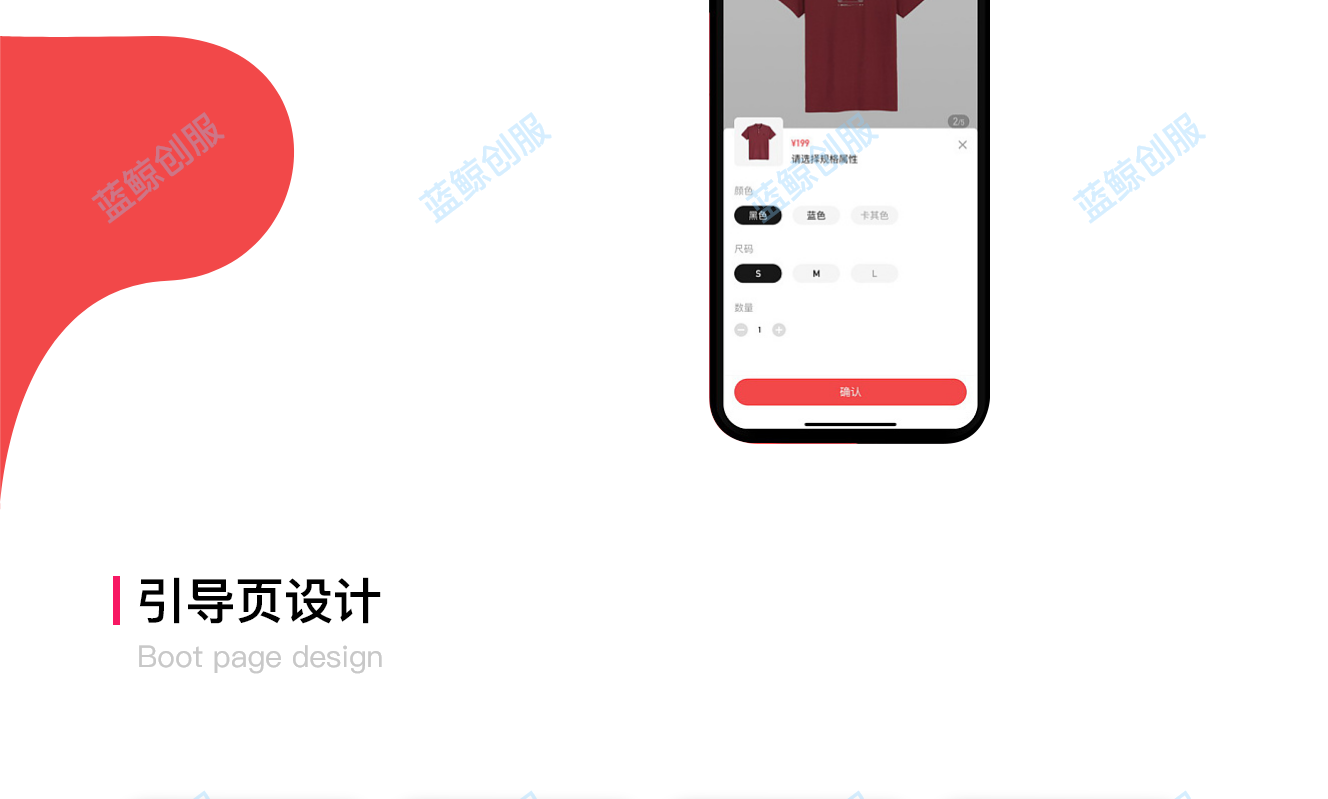 2/5
¥199
请选择规格属性
颜色
黑色 蓝色 卡其色
尺码
S M L
数量
1
确认
引导页设计
Boot page design
蓝鲸创服 蓝鲸创服 蓝鲸创服 蓝鲸创服